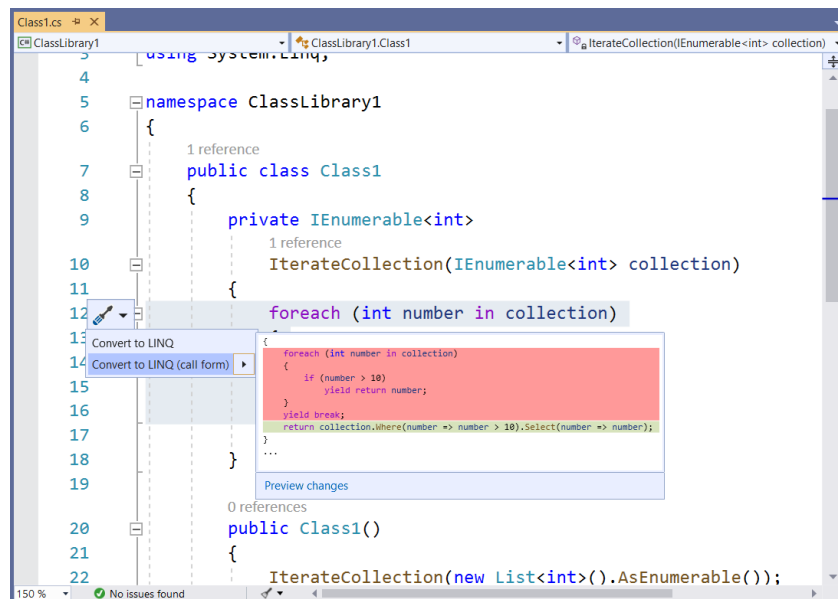 Class1.cs
ClassLibrary1
ClassLibrary1.Class1
IterateCollection(IEnumerable<int> collection)
3 using System.Linq;
4
5 namespace ClassLibrary1
6 {
1 reference
7 public class Class1
8 {
9 private IEnumerable<int>
1 reference
10 IterateCollection(IEnumerable<int> collection)
11 {
12 foreach (int number in collection)
13
Convert to LINQ
14
Convert to LINQ (call form)
15
16
17
{
foreach (int number in collection)
{
if (number > 10)
yield return number;
}
yield break;
return collection.Where(number => number > 10).Select(number => number);
}
...
Preview changes
18 }
19
0 references
20 public Class1()
21 {
22 IterateCollection(new List<int>().AsEnumerable());
150 %
No issues found